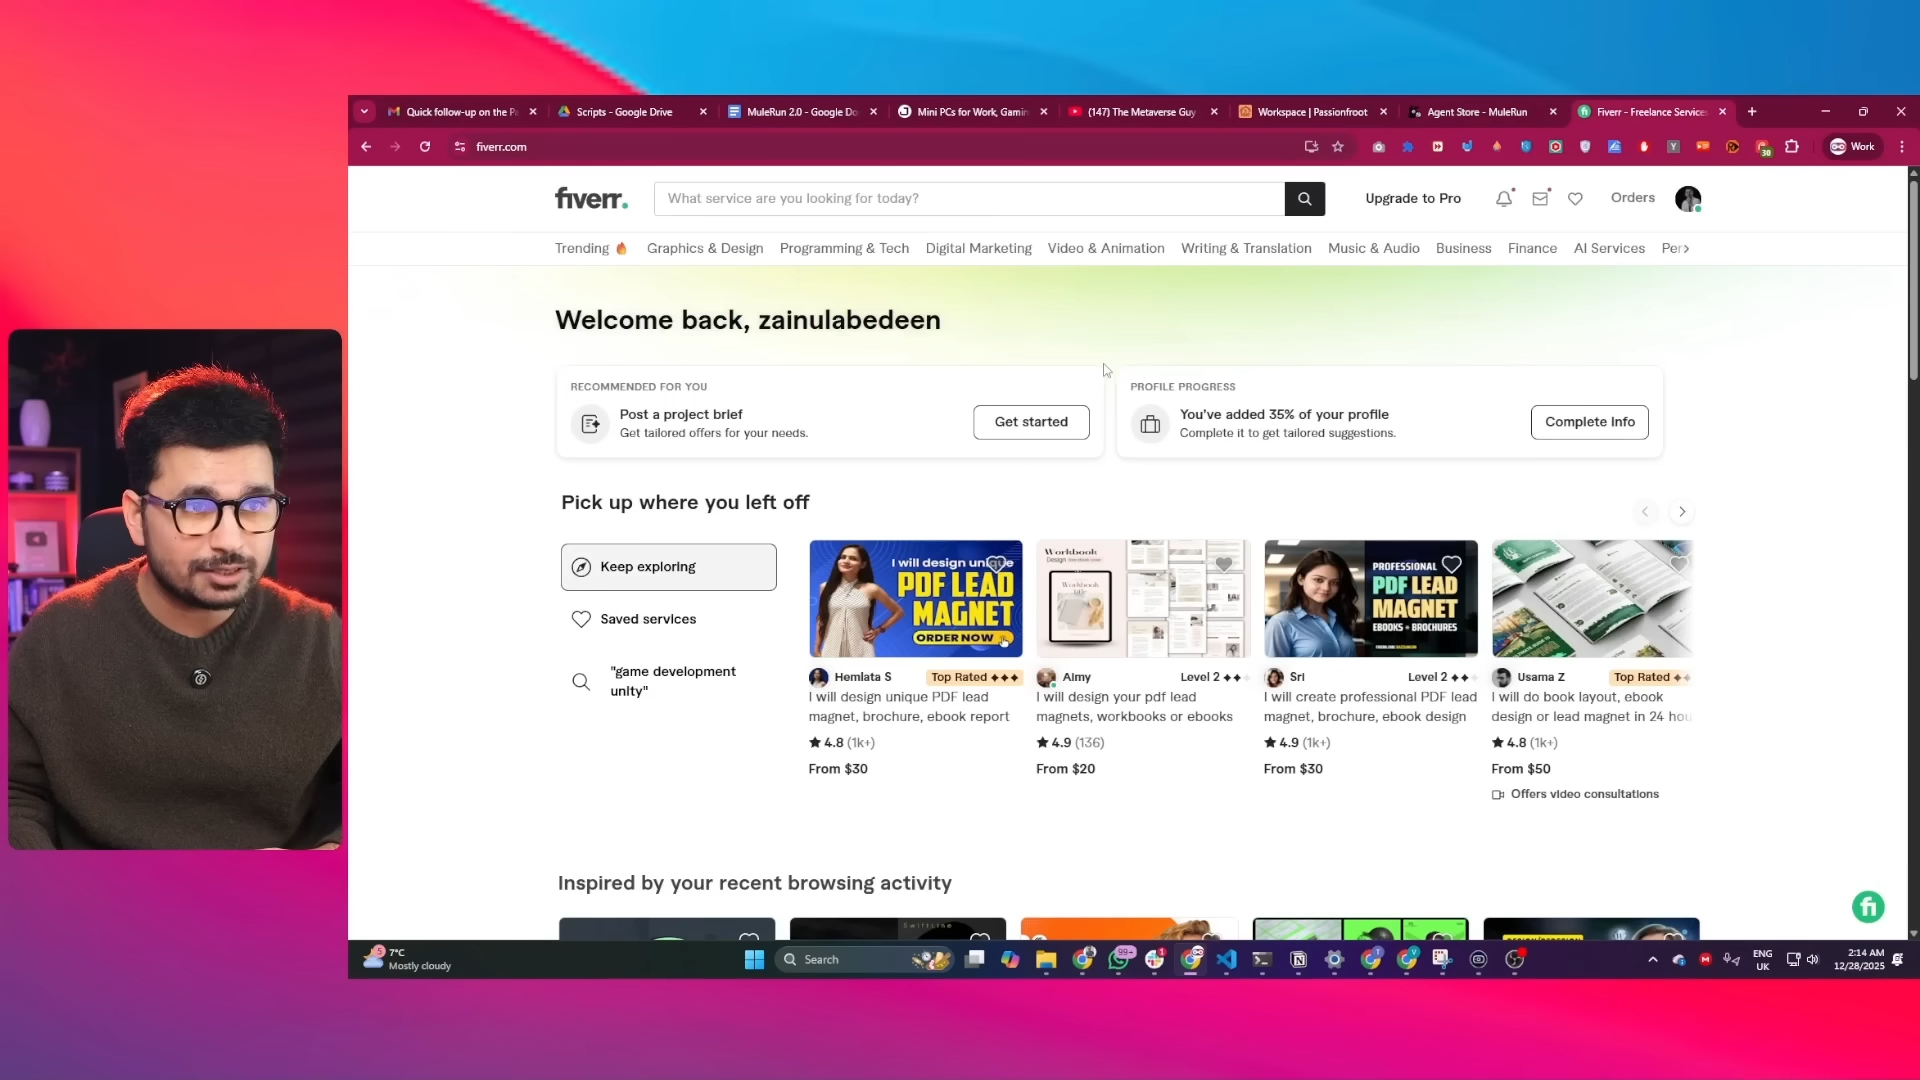 Quick follow-up on the Pe
Scripts - Google Drive
MuleRun 2.0 - Google Do
Mini PCs for Work, Gamin
(147) The Metaverse Guy
Workspace | Passionfroot
Agent Store - MuleRun
Fiverr - Freelance Service
fiverr.com
30
Work
fiverr.
What service are you looking for today?
Upgrade to Pro
Orders
Trending
Graphics & Design
Programming & Tech
Digital Marketing
Video & Animation
Writing & Translation
Music & Audio
Business
Finance
AI Services
Per
Welcome back, zainulabedeen
RECOMMENDED FOR YOU
Post a project brief
Get tailored offers for your needs.
Get started
PROFILE PROGRESS
You've added 35% of your profile
Complete it to get tailored suggestions.
Complete Info
Pick up where you left off
Keep exploring
Saved services
"game development
unity"
I will design unique
PDF LEAD
MAGNET
ORDER NOW
Hemlata S
Top Rated
I will design unique PDF lead
magnet, brochure, ebook report
4.8 (1k+)
From $30
Workbook
Design
Aimy
Level 2
I will design your pdf lead
magnets, workbooks or ebooks
4.9 (136)
From $20
PROFESSIONAL
PDF LEAD
MAGNET
EBOOKS + BROCHURES
Sri
Level 2
I will create professional PDF lead
magnet, brochure, ebook design
4.9 (1k+)
From $30
Usama Z
Top Rated
I will do book layout, ebook
design or lead magnet in 24 hou
4.8 (1k+)
From $50
Offers video consultations
Inspired by your recent browsing activity
fi
5
7°C
Mostly cloudy
Search
99+
ENG
UK
2:14 AM
12/28/2025